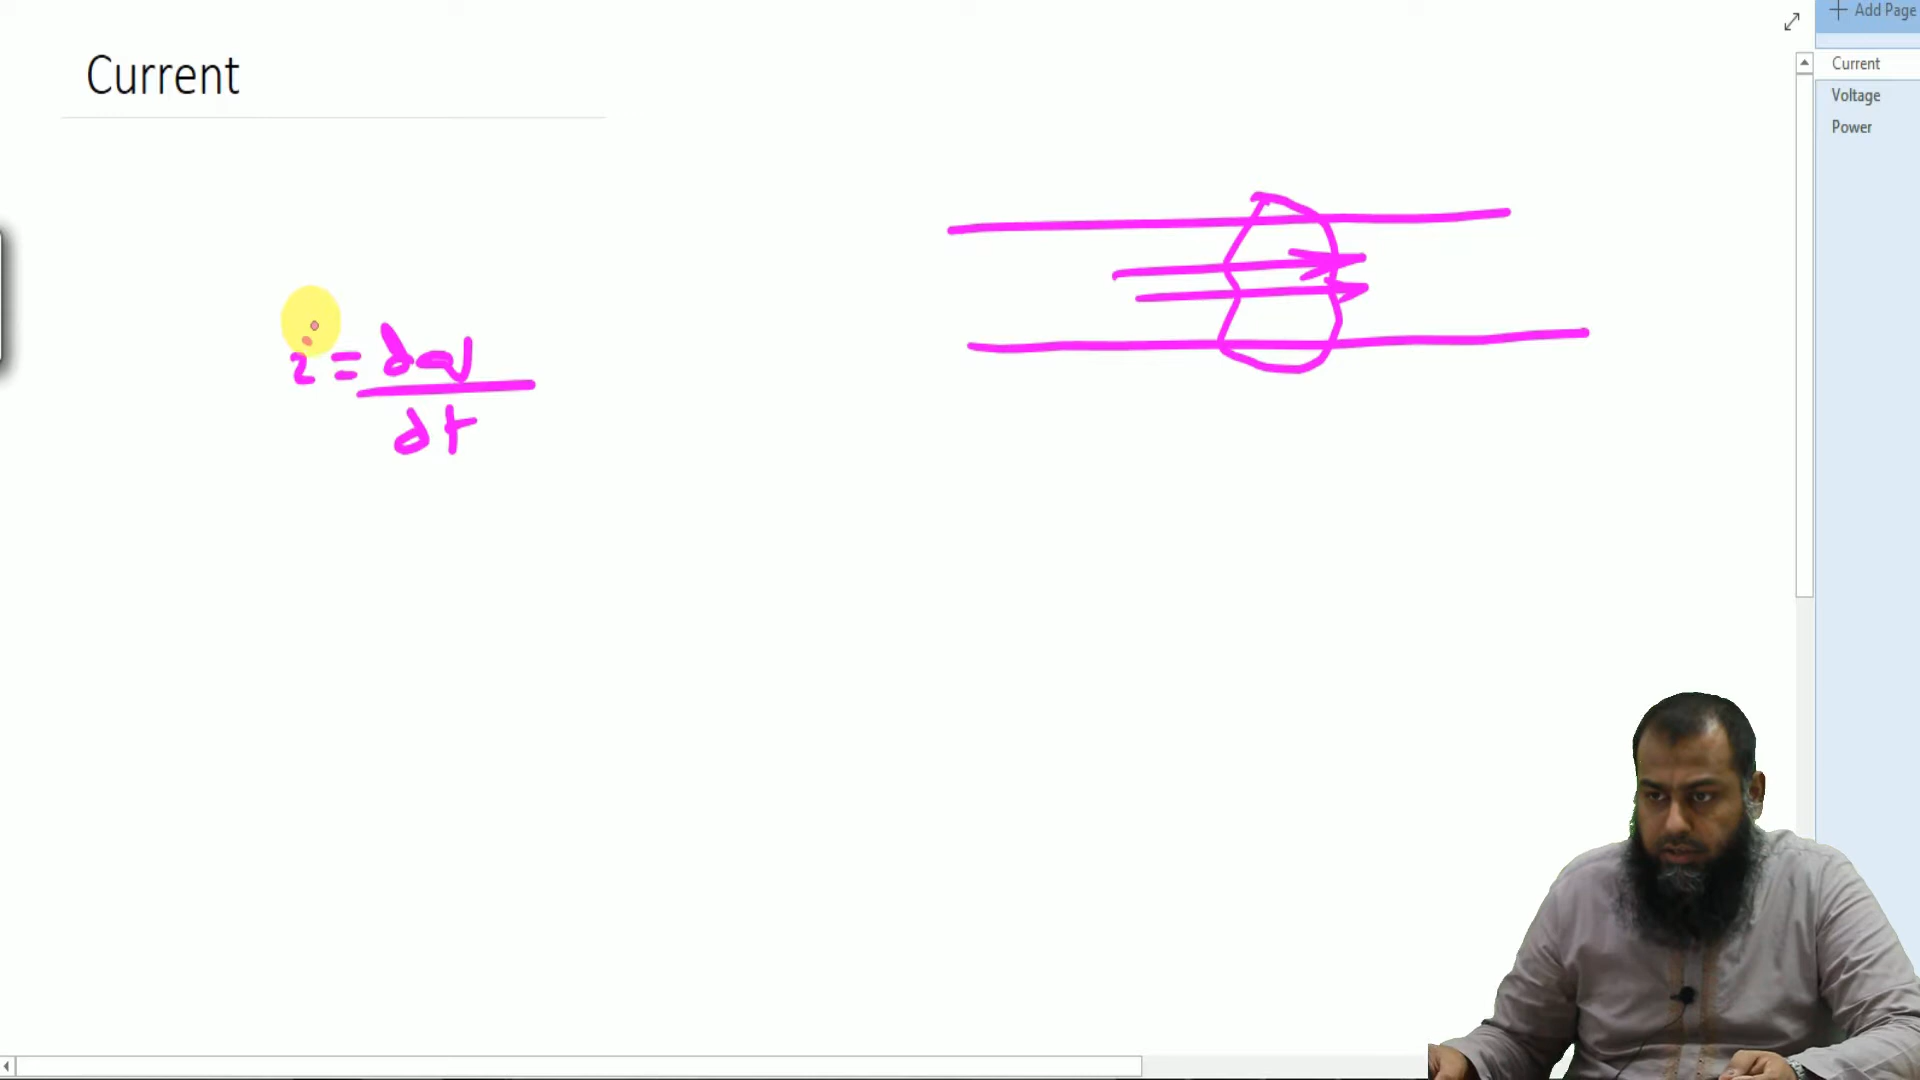 Add Page
Current
Current
Voltage
Power
i = dq
dt